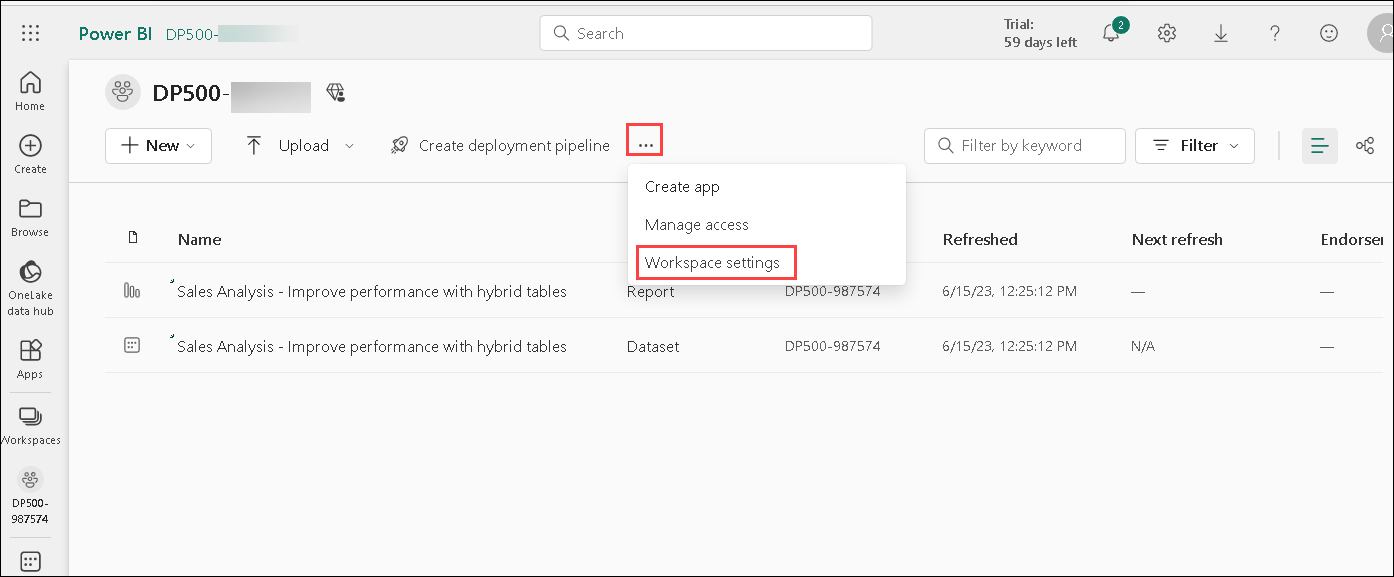 Power BI DP500- Search Trial: 2
59 days left
DP500-
New Upload Create deployment pipeline ... Filter by keyword Filter
Create app
Manage access
Workspace settings
Name Refreshed Next refresh Endorser
Sales Analysis - Improve performance with hybrid tables Report DP500-987574 6/15/23, 12:25:12 PM —  —
Sales Analysis - Improve performance with hybrid tables Dataset DP500-987574 6/15/23, 12:25:12 PM N/A —
Home
Create
Browse
OneLake
data hub
Apps
Workspaces
DP500-
987574